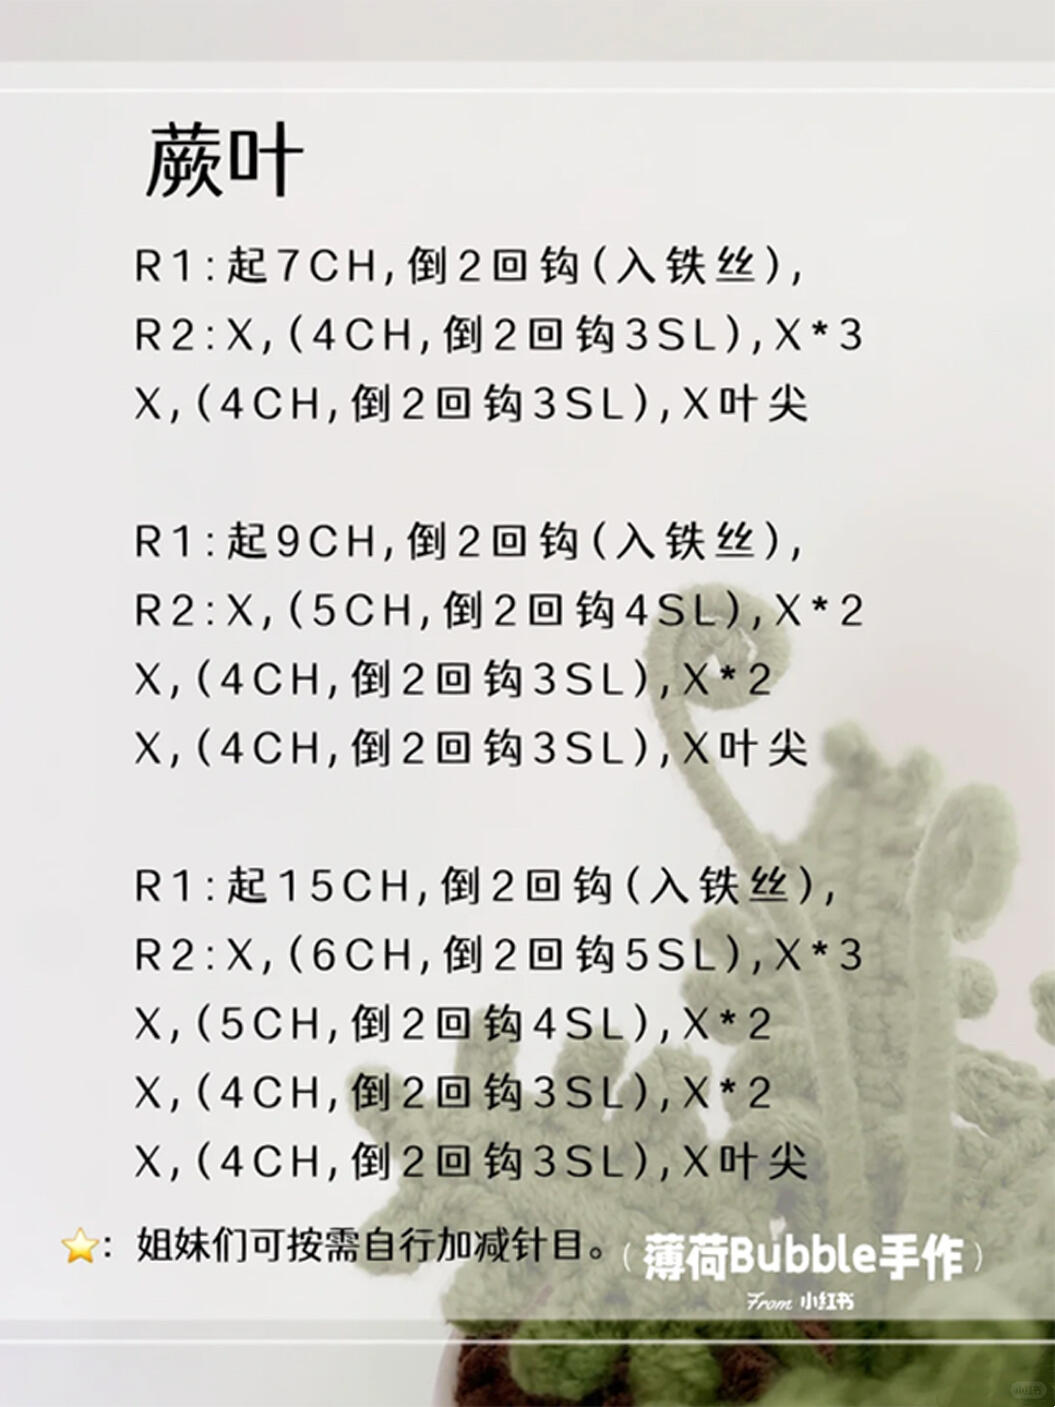 蕨叶
R1:起7CH,倒2回钩(入铁丝),
R2:X,(4CH,倒2回钩3SL),X*3
X,(4CH,倒2回钩3SL),X叶尖
R1:起9CH,倒2回钩(入铁丝),
R2:X,(5CH,倒2回钩4SL),X*2
X,(4CH,倒2回钩3SL),X*2
X,(4CH,倒2回钩3SL),X叶尖
R1:起15CH,倒2回钩(入铁丝),
R2:X,(6CH,倒2回钩5SL),X*3
X,(5CH,倒2回钩4SL),X*2
X,(4CH,倒2回钩3SL),X*2
X,(4CH,倒2回钩3SL),X叶尖
⭐：姐妹们可按需自行加减针目。
(薄荷Bubble手作)
From 小红书
小红书